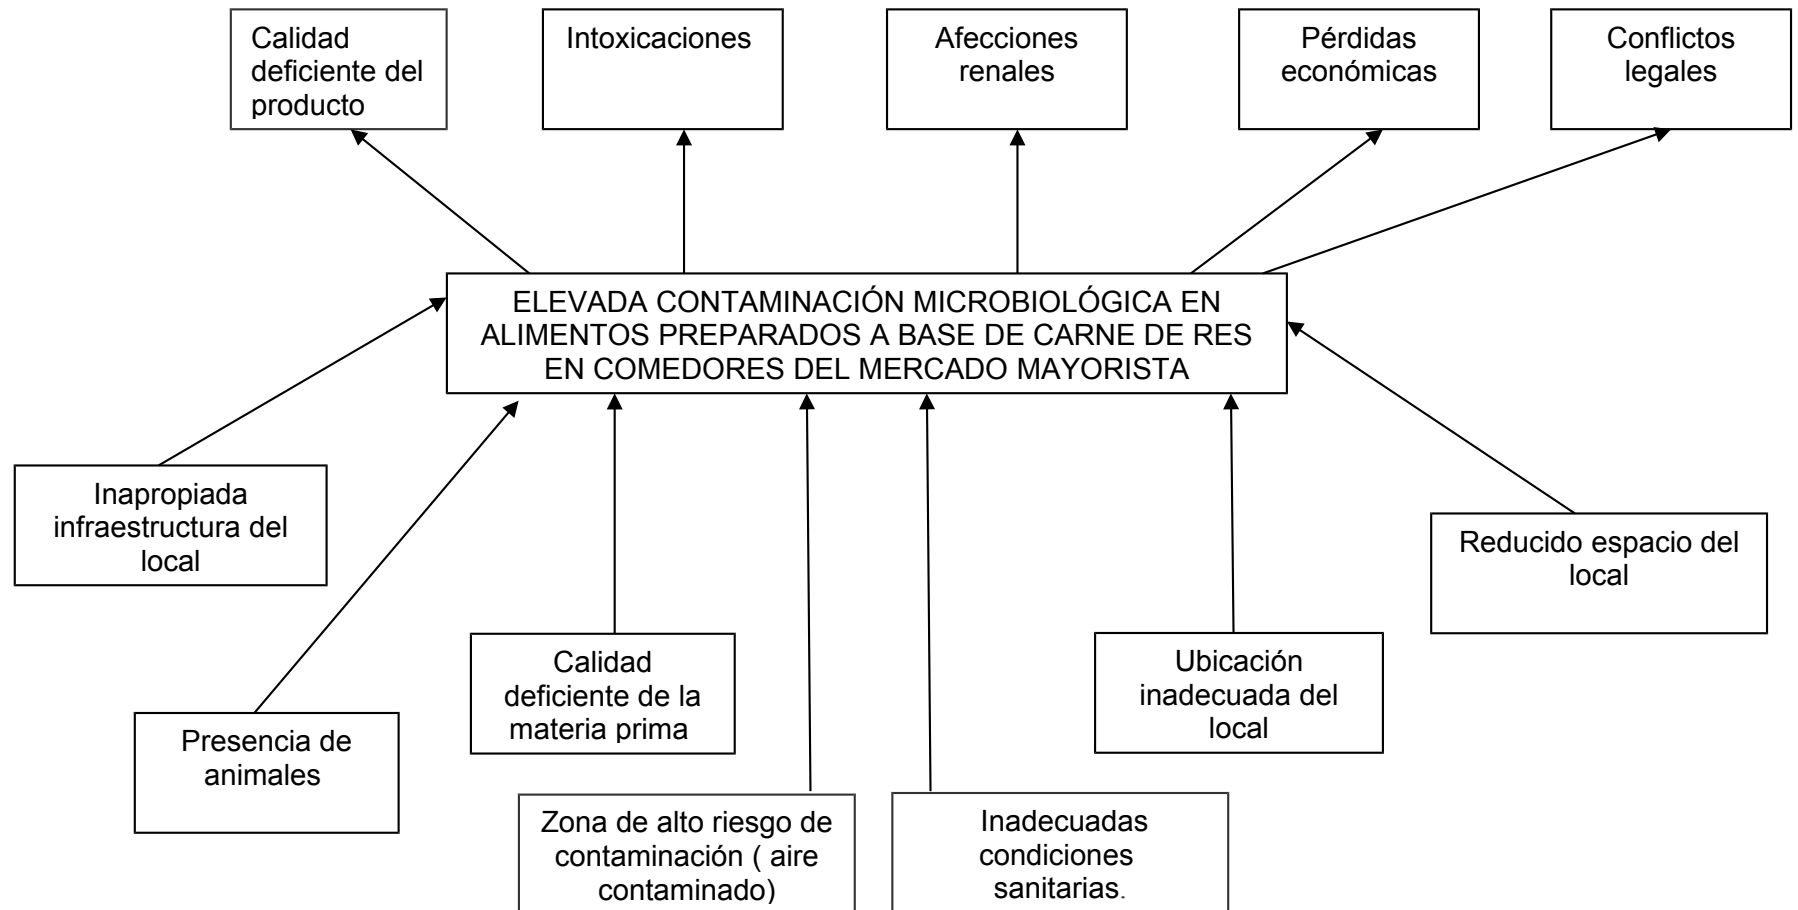 Calidad
deficiente del
producto
Intoxicaciones
Afecciones
renales
Pérdidas
económicas
Conflictos
legales
ELEVADA CONTAMINACIÓN MICROBIOLÓGICA EN
ALIMENTOS PREPARADOS A BASE DE CARNE DE RES
EN COMEDORES DEL MERCADO MAYORISTA
Inapropiada
infraestructura del
local
Reducido espacio del
local
Calidad
deficiente de la
materia prima
Ubicación
inadecuada del
local
Presencia de
animales
Zona de alto riesgo de
contaminación ( aire
contaminado)
Inadecuadas
condiciones
sanitarias.